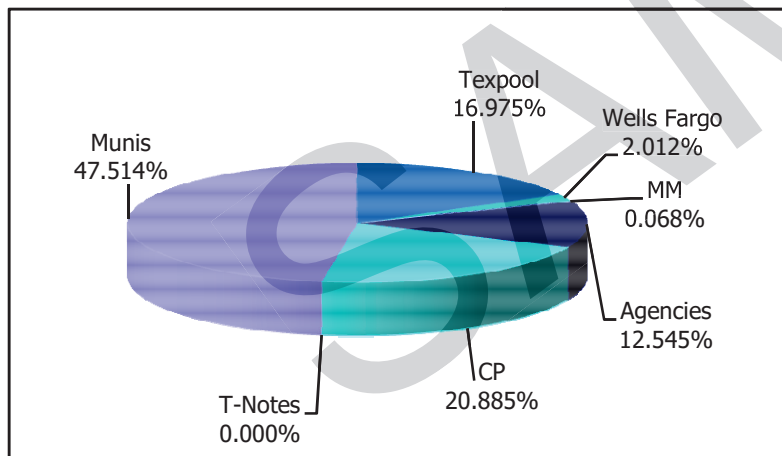 Texpool
16.975%
Wells Fargo
2.012%
MM
0.068%
Agencies
12.545%
CP
20.885%
T-Notes
0.000%
Munis
47.514%